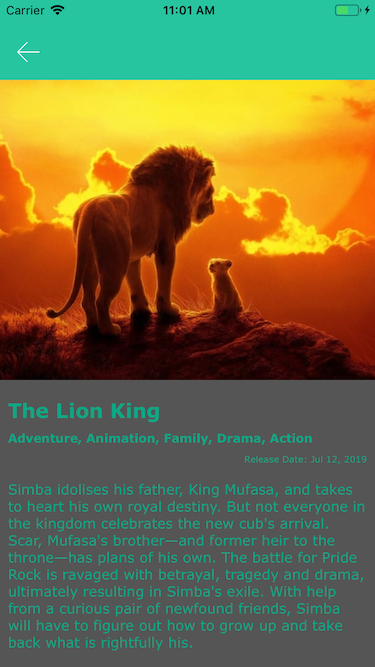 Carrier 11:01 AM
The Lion King
Adventure, Animation, Family, Drama, Action
Release Date: Jul 12, 2019
Simba idolises his father, King Mufasa, and takes
to heart his own royal destiny. But not everyone in
the kingdom celebrates the new cub's arrival.
Scar, Mufasa's brother—and former heir to the
throne—has plans of his own. The battle for Pride
Rock is ravaged with betrayal, tragedy and drama,
ultimately resulting in Simba's exile. With help
from a curious pair of newfound friends, Simba
will have to figure out how to grow up and take
back what is rightfully his.